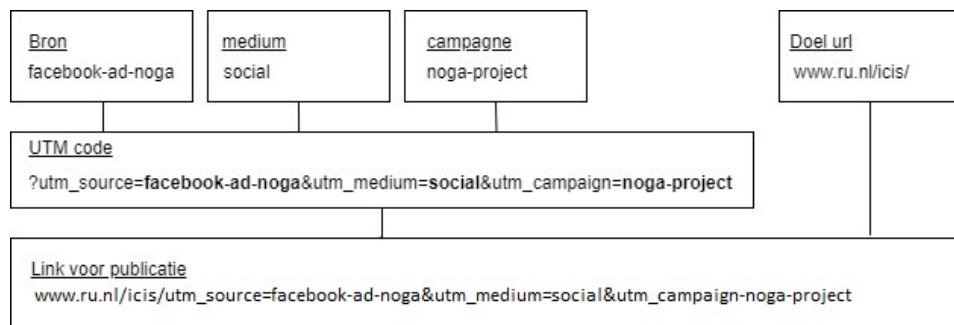 Bron
facebook-ad-noga
medium
social
campagne
noga-project
Doel url
www.ru.nl/icis/
UTM code
?utm_source=facebook-ad-noga&utm_medium=social&utm_campaign=noga-project
Link voor publicatie
www.ru.nl/icis/utm_source=facebook-ad-noga&utm_medium=social&utm_campaign-noga-project